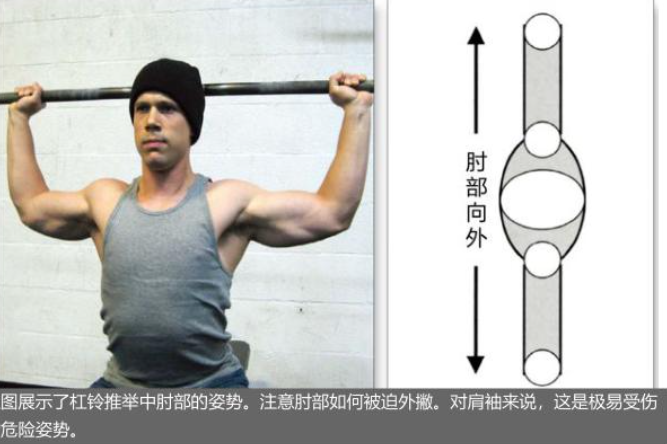 肘部向外
图展示了杠铃推举中肘部的姿势。注意肘部如何被迫外撇。对肩袖来说，这是极易受伤
危险姿势。